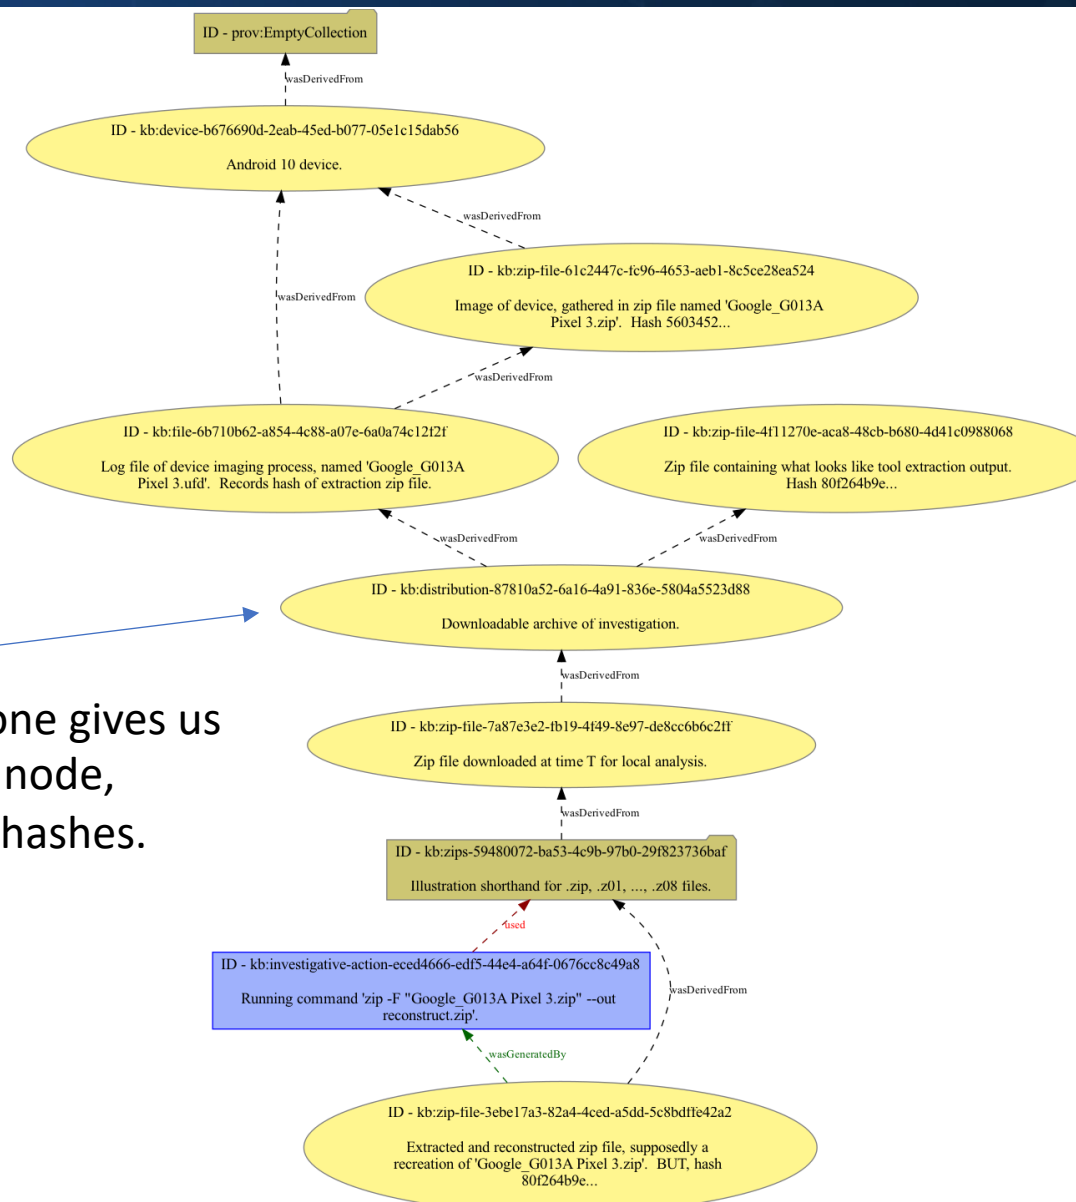 ID - prov:EmptyCollection
wasDerivedFrom
ID - kb:device-b676690d-2eab-45ed-b077-05e1c15dab56
Android 10 device.
wasDerivedFrom
ID - kb:zip-file-61c2447c-fc96-4653-aeb1-8c5ce28ea524
Image of device, gathered in zip file named 'Google_G013A
Pixel 3.zip'.  Hash 5603452...
wasDerivedFrom
wasDerivedFrom
ID - kb:file-6b710b62-a854-4c88-a07e-6a0a74c12f2f
Log file of device imaging process, named 'Google_G013A
Pixel 3.ufd'.  Records hash of extraction zip file.
ID - kb:zip-file-4f11270e-aca8-48cb-b680-4d41c0988068
Zip file containing what looks like tool extraction output.
Hash 80f264b9e...
wasDerivedFrom
wasDerivedFrom
ID - kb:distribution-87810a52-6a16-4a91-836e-5804a5523d88
Downloadable archive of investigation.
wasDerivedFrom
one gives us
node,
hashes.
ID - kb:zip-file-7a87e3e2-fb19-4f49-8e97-de8cc6b6c2ff
Zip file downloaded at time T for local analysis.
wasDerivedFrom
ID - kb:zips-59480072-ba53-4c9b-97b0-29f823736baf
Illustration shorthand for .zip, .z01, ..., .z08 files.
used
ID - kb:investigative-action-eced4666-edf5-44e4-a64f-0676cc8c49a8
Running command 'zip -F "Google_G013A Pixel 3.zip" --out
reconstruct.zip'.
wasDerivedFrom
wasGeneratedBy
ID - kb:zip-file-3ebe17a3-82a4-4ced-a5dd-5c8bdffe42a2
Extracted and reconstructed zip file, supposedly a
recreation of 'Google_G013A Pixel 3.zip'.  BUT, hash
80f264b9e...